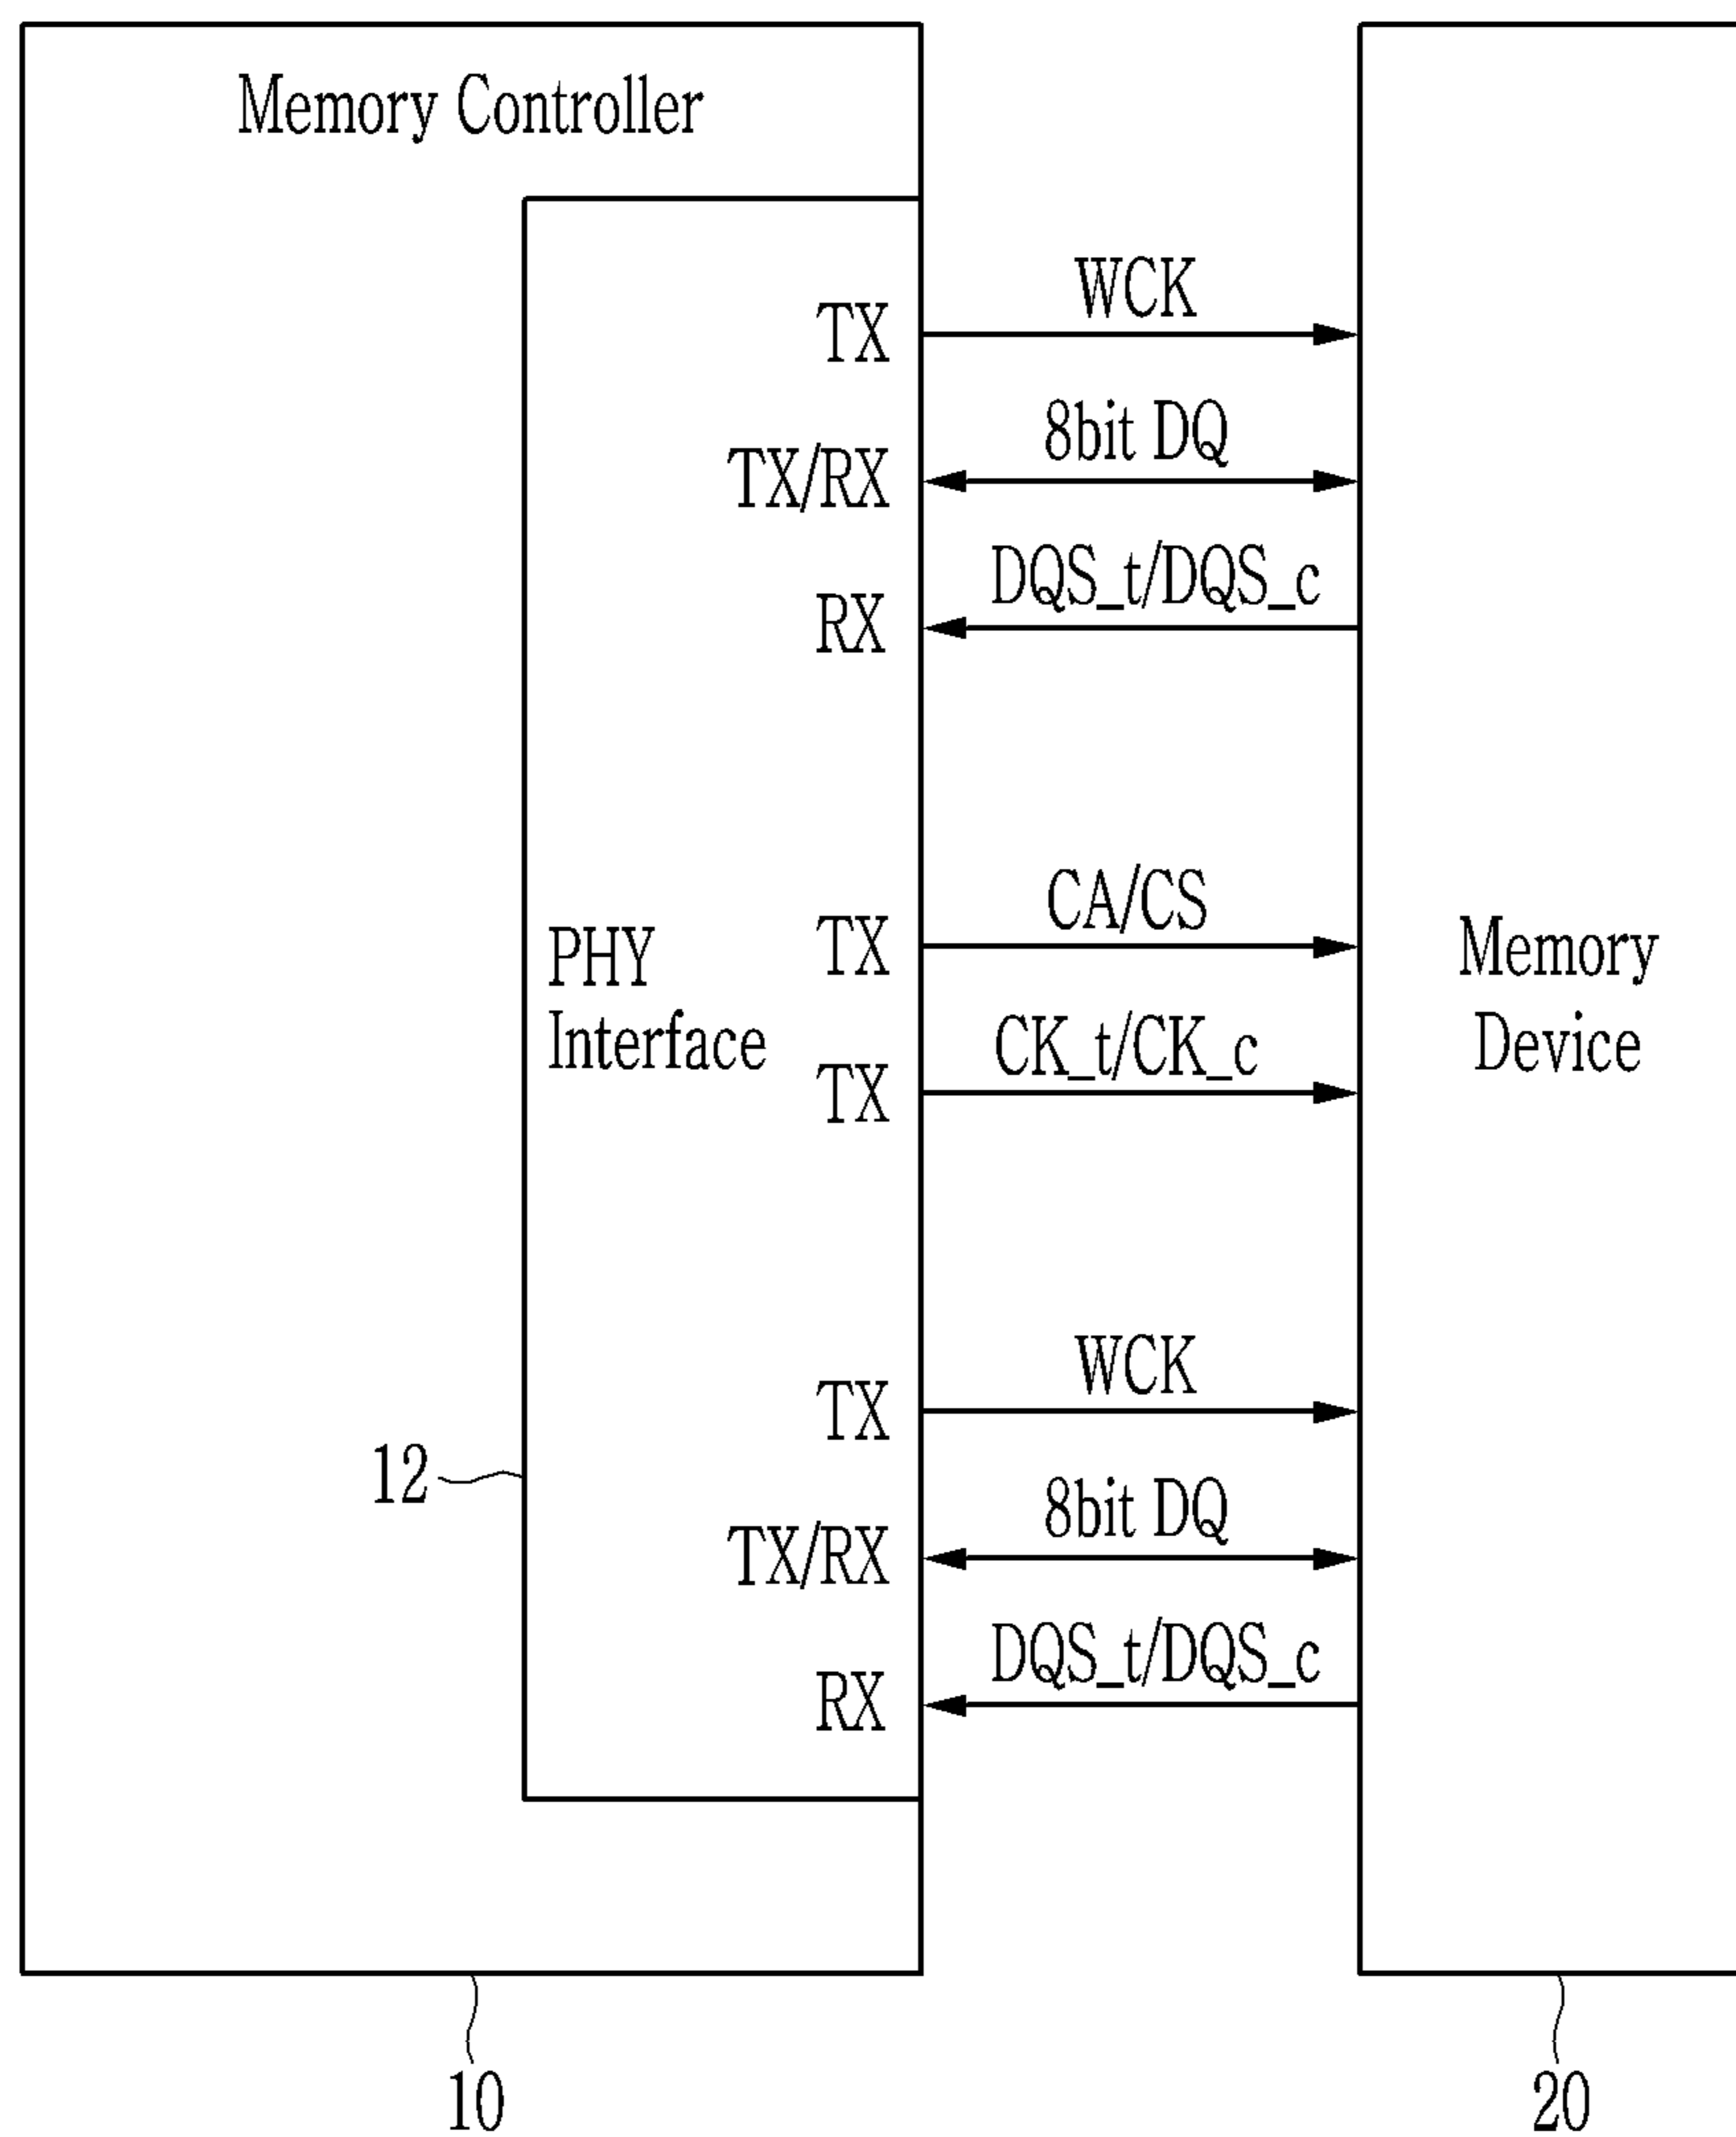 Memory Controller
WCK
TX
8bit DQ
TX/RX
DQS_t/DQS_c
RX
CA/CS
TX
PHY
Interface
CK_t/CK_c
TX
Memory
Device
WCK
TX
12
8bit DQ
TX/RX
DQS_t/DQS_c
RX
10
20